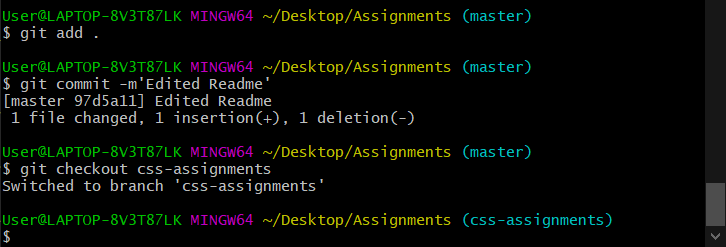 User@LAPTOP-8V3T87LK MINGW64 ~/Desktop/Assignments (master)
$ git add .
User@LAPTOP-8V3T87LK MINGW64 ~/Desktop/Assignments (master)
$ git commit -m'Edited Readme'
[master 97d5a11] Edited Readme
 1 file changed, 1 insertion(+), 1 deletion(-)
User@LAPTOP-8V3T87LK MINGW64 ~/Desktop/Assignments (master)
$ git checkout css-assignments
Switched to branch 'css-assignments'
User@LAPTOP-8V3T87LK MINGW64 ~/Desktop/Assignments (css-assignments)
$